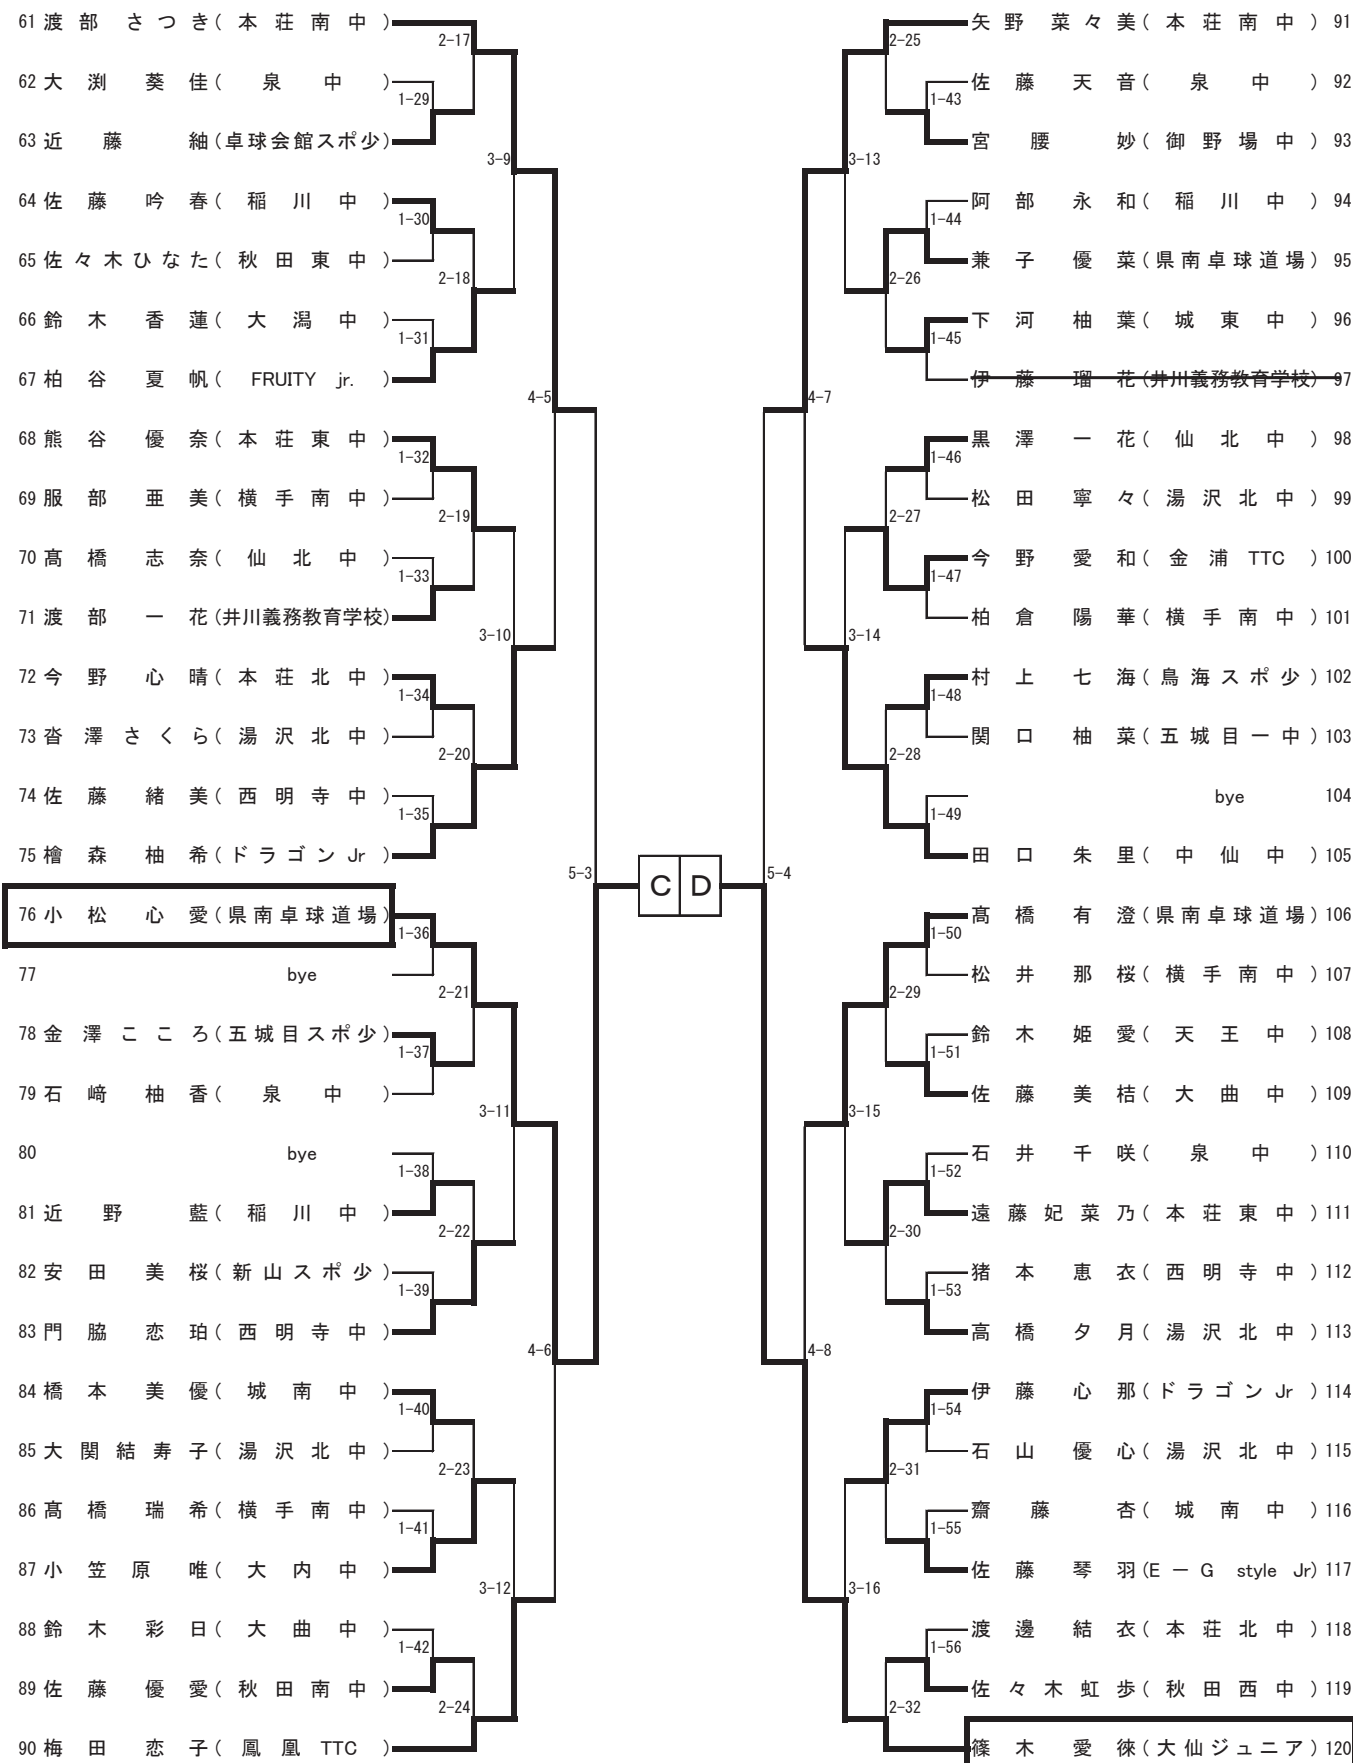 61 渡部 さつき(本荘南中)
62 大渕 葵佳(泉中)
63 近藤 紬(卓球会館スポ少)
64 佐藤 吟春(稲川中)
65 佐々木ひなた(秋田東中)
66 鈴木 香蓮(大潟中)
67 柏谷 夏帆(FRUITY jr.)
68 熊谷 優奈(本荘東中)
69 服部 亜美(横手南中)
70 髙橋 志奈(仙北中)
71 渡部 一花(井川義務教育学校)
72 今野 心晴(本荘北中)
73 沓澤さくら(湯沢北中)
74 佐藤 緒美(西明寺中)
75 檜森 柚希(ドラゴンJr)
76 小松 心愛(県南卓球道場)
77 bye
78 金澤こころ(五城目スポ少)
79 石﨑 柚香(泉中)
80 bye
81 近野 藍(稲川中)
82 安田 美桜(新山スポ少)
83 門脇 恋珀(西明寺中)
84 橋本 美優(城南中)
85 大関結寿子(湯沢北中)
86 髙橋 瑞希(横手南中)
87 小笠原 唯(大内中)
88 鈴木 彩日(大曲中)
89 佐藤 優愛(秋田南中)
90 梅田 恋子(鳳凰 TTC)
1-29
1-30
1-31
1-32
1-33
1-34
1-35
1-36
1-37
1-38
1-39
1-40
1-41
1-42
2-17
2-18
2-19
2-20
2-21
2-22
2-23
2-24
3-9
3-10
3-11
3-12
4-5
4-6
5-3
C D
5-4
4-7
4-8
3-13
3-14
3-15
3-16
2-25
2-26
2-27
2-28
2-29
2-30
2-31
2-32
1-43
1-44
1-45
1-46
1-47
1-48
1-49
1-50
1-51
1-52
1-53
1-54
1-55
1-56
矢野 菜々美(本荘南中) 91
佐藤 天音(泉中) 92
宮腰 妙(御野場中) 93
阿部 永和(稲川中) 94
兼子 優菜(県南卓球道場) 95
下河 柚葉(城東中) 96
伊藤 瑠花(井川義務教育学校) 97
黒澤 一花(仙北中) 98
松田 寧々(湯沢北中) 99
今野 愛和(金浦 TTC) 100
柏倉 陽華(横手南中) 101
村上 七海(鳥海スポ少) 102
関口 柚菜(五城目一中) 103
bye 104
田口 朱里(中仙中) 105
髙橋 有澄(県南卓球道場) 106
松井 那桜(横手南中) 107
鈴木 姫愛(天王中) 108
佐藤 美桔(大曲中) 109
石井 千咲(泉中) 110
遠藤妃菜乃(本荘東中) 111
猪本 恵衣(西明寺中) 112
高橋 夕月(湯沢北中) 113
伊藤 心那(ドラゴンJr) 114
石山 優心(湯沢北中) 115
齋藤 杏(城南中) 116
佐藤 琴羽(E－G style Jr) 117
渡邊 結衣(本荘北中) 118
佐々木虹歩(秋田西中) 119
篠木 愛徠(大仙ジュニア) 120